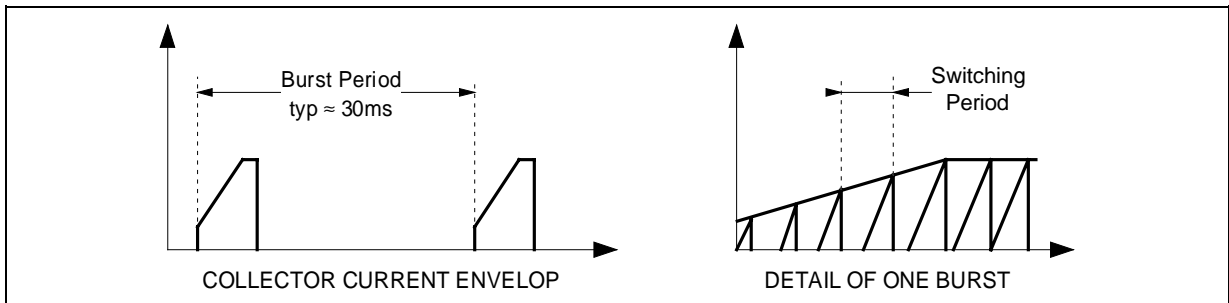 Burst Period
typ ≈ 30ms
Switching
Period
COLLECTOR CURRENT ENVELOP
DETAIL OF ONE BURST